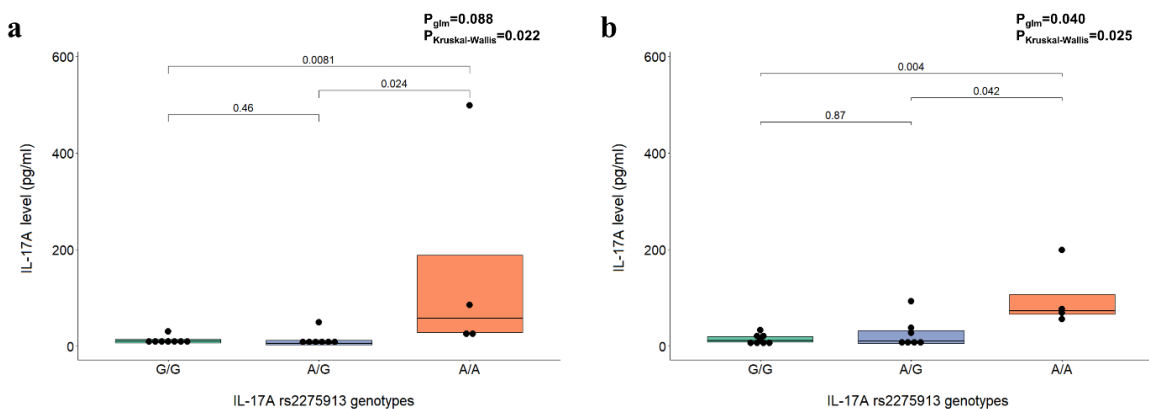 a
Pglm=0.088
PKruskal-Wallis=0.022
600
400
200
0
IL-17A level (pg/ml)
0.0081
0.024
0.46
G/G
A/G
A/A
IL-17A rs2275913 genotypes
b
Pglm=0.040
PKruskal-Wallis=0.025
600
400
200
0
IL-17A level (pg/ml)
0.004
0.042
0.87
G/G
A/G
A/A
IL-17A rs2275913 genotypes